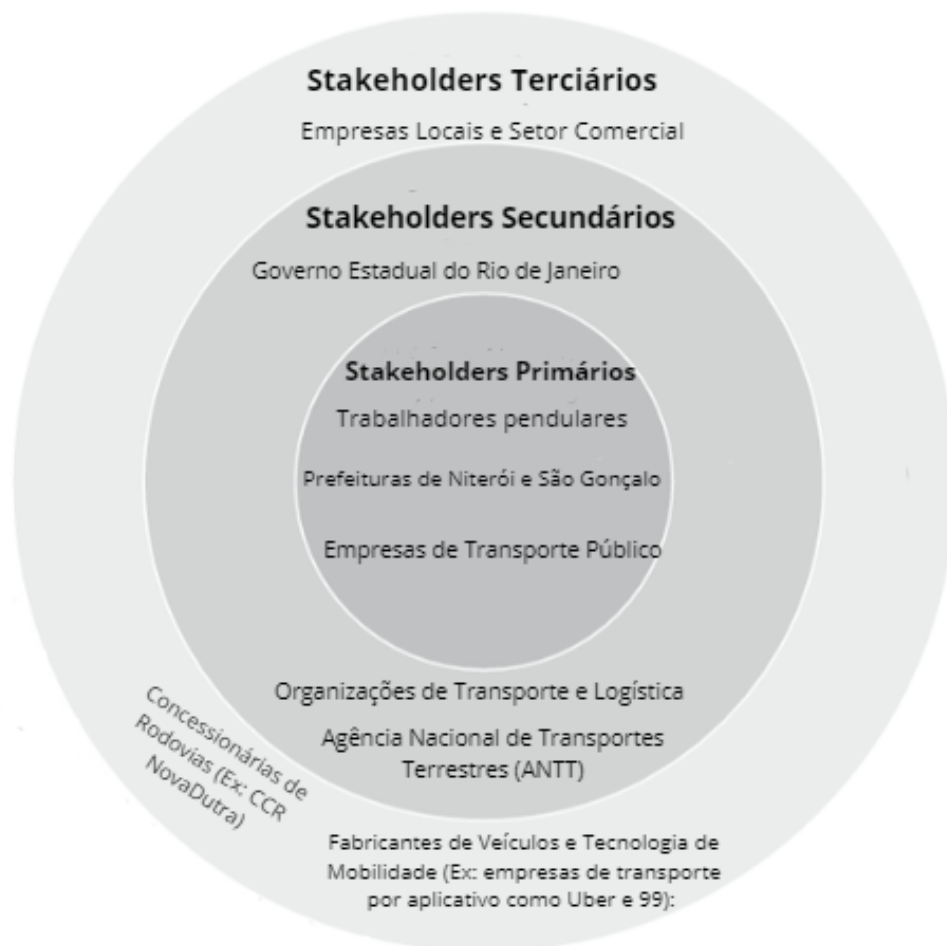 Stakeholders Terciários
Empresas Locais e Setor Comercial
Stakeholders Secundários
Governo Estadual do Rio de Janeiro
Stakeholders Primários
Trabalhadores pendulares
Prefeituras de Niterói e São Gonçalo
Empresas de Transporte Público
Organizações de Transporte e Logística
Agência Nacional de Transportes
Terrestres (ANTT)
Concessionárias de
Rodovias (Ex: CCR
NovaDutra)
Fabricantes de Veículos e Tecnologia de
Mobilidade (Ex: empresas de transporte
por aplicativo como Uber e 99):